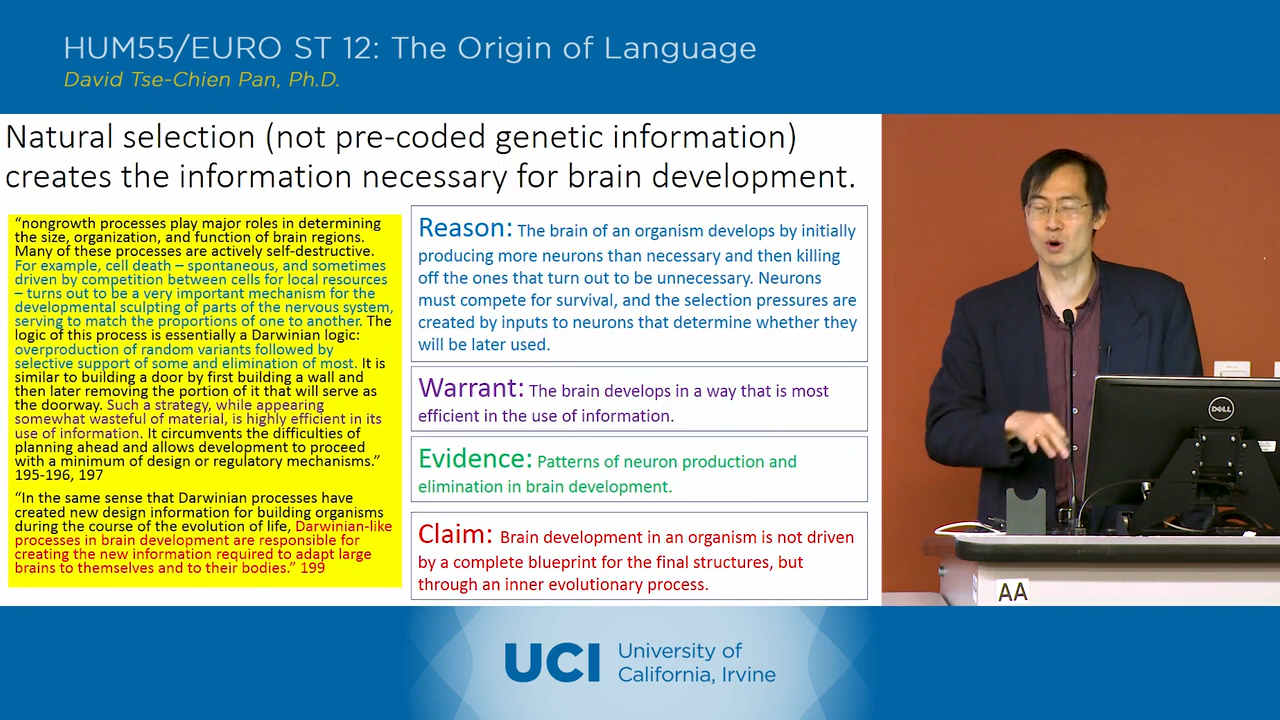 HUM55/EURO ST 12: The Origin of Language
David Tse-Chien Pan, Ph.D.
Natural selection (not pre-coded genetic information)
creates the information necessary for brain development.
“nongrowth processes play major roles in determining
the size, organization, and function of brain regions.
Many of these processes are actively self-destructive.
For example, cell death – spontaneous, and sometimes
driven by competition between cells for local resources
– turns out to be a very important mechanism for the
developmental sculpting of parts of the nervous system,
serving to match the proportions of one to another. The
logic of this process is essentially a Darwinian logic:
overproduction of random variants followed by
selective support of some and elimination of most. It is
similar to building a door by first building a wall and
then later removing the portion of it that will serve as
the doorway. Such a strategy, while appearing
somewhat wasteful of material, is highly efficient in its
use of information. It circumvents the difficulties of
planning ahead and allows development to proceed
with a minimum of design or regulatory mechanisms.”
195-196, 197
“In the same sense that Darwinian processes have
created new design information for building organisms
during the course of the evolution of life, Darwinian-like
processes in brain development are responsible for
creating the new information required to adapt large
brains to themselves and to their bodies.” 199
Reason: The brain of an organism develops by initially
producing more neurons than necessary and then killing
off the ones that turn out to be unnecessary. Neurons
must compete for survival, and the selection pressures are
created by inputs to neurons that determine whether they
will be later used.
Warrant: The brain develops in a way that is most
efficient in the use of information.
Evidence: Patterns of neuron production and
elimination in brain development.
Claim: Brain development in an organism is not driven
by a complete blueprint for the final structures, but
through an inner evolutionary process.
DELL
AA
UCI
University of
California, Irvine